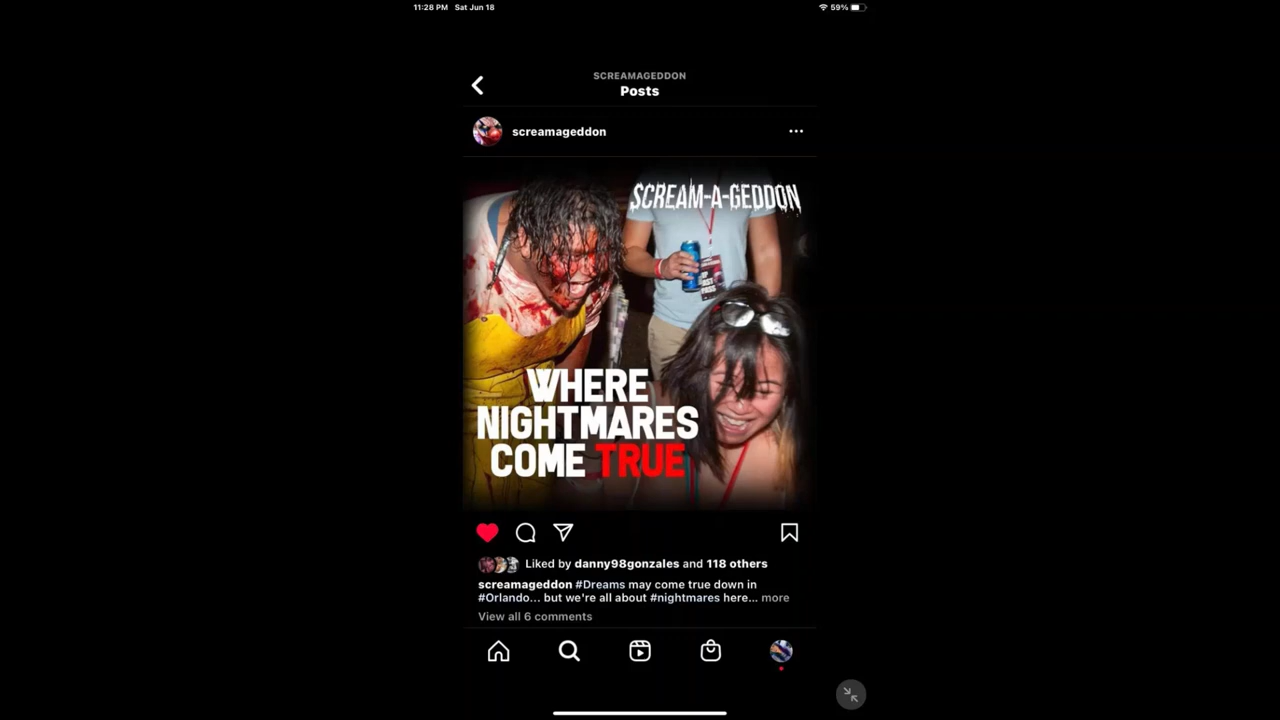 11:28 PM Sat Jun 18
59%
SCREAMAGEDDON
Posts
screamageddon
SCREAM-A-GEDDON
FAST
PASS
WHERE
NIGHTMARES
COME TRUE
Liked by danny98gonzales and 118 others
screamageddon #Dreams may come true down in
#Orlando... but we're all about #nightmares here... more
View all 6 comments